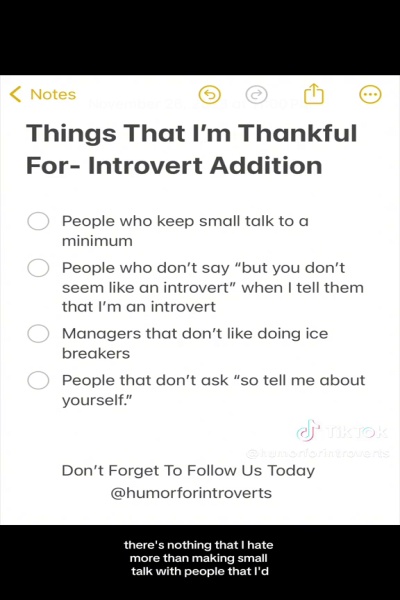 Notes
Things That I'm Thankful
For- Introvert Addition
People who keep small talk to a
minimum
People who don't say "but you don't
seem like an introvert" when I tell them
that I'm an introvert
Managers that don't like doing ice
breakers
People that don't ask "so tell me about
yourself."
TikTok
@humorforintroverts
Don't Forget To Follow Us Today
@humorforintroverts
there's nothing that I hate
more than making small
talk with people that I'd